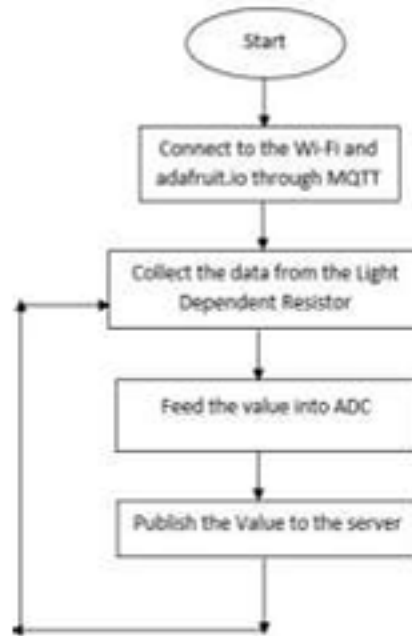 Start
Connect to the Wi-Fi and
adafruit.io through MQTT
Collect the data from the Light
Dependent Resistor
Feed the value into ADC
Publish the Value to the server